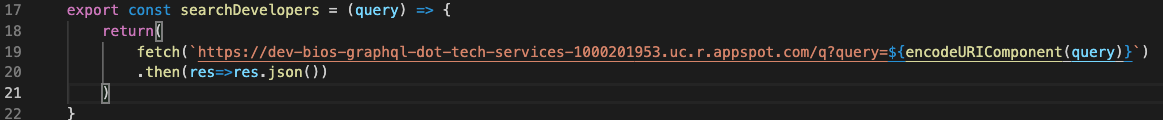 17 export const searchDevelopers = (query) => {
18 return(
19 fetch(`https://dev-bios-graphql-dot-tech-services-1000201953.uc.r.appspot.com/q?query=${encodeURIComponent(query)}`)
20 .then(res=>res.json())
21 )
22 }